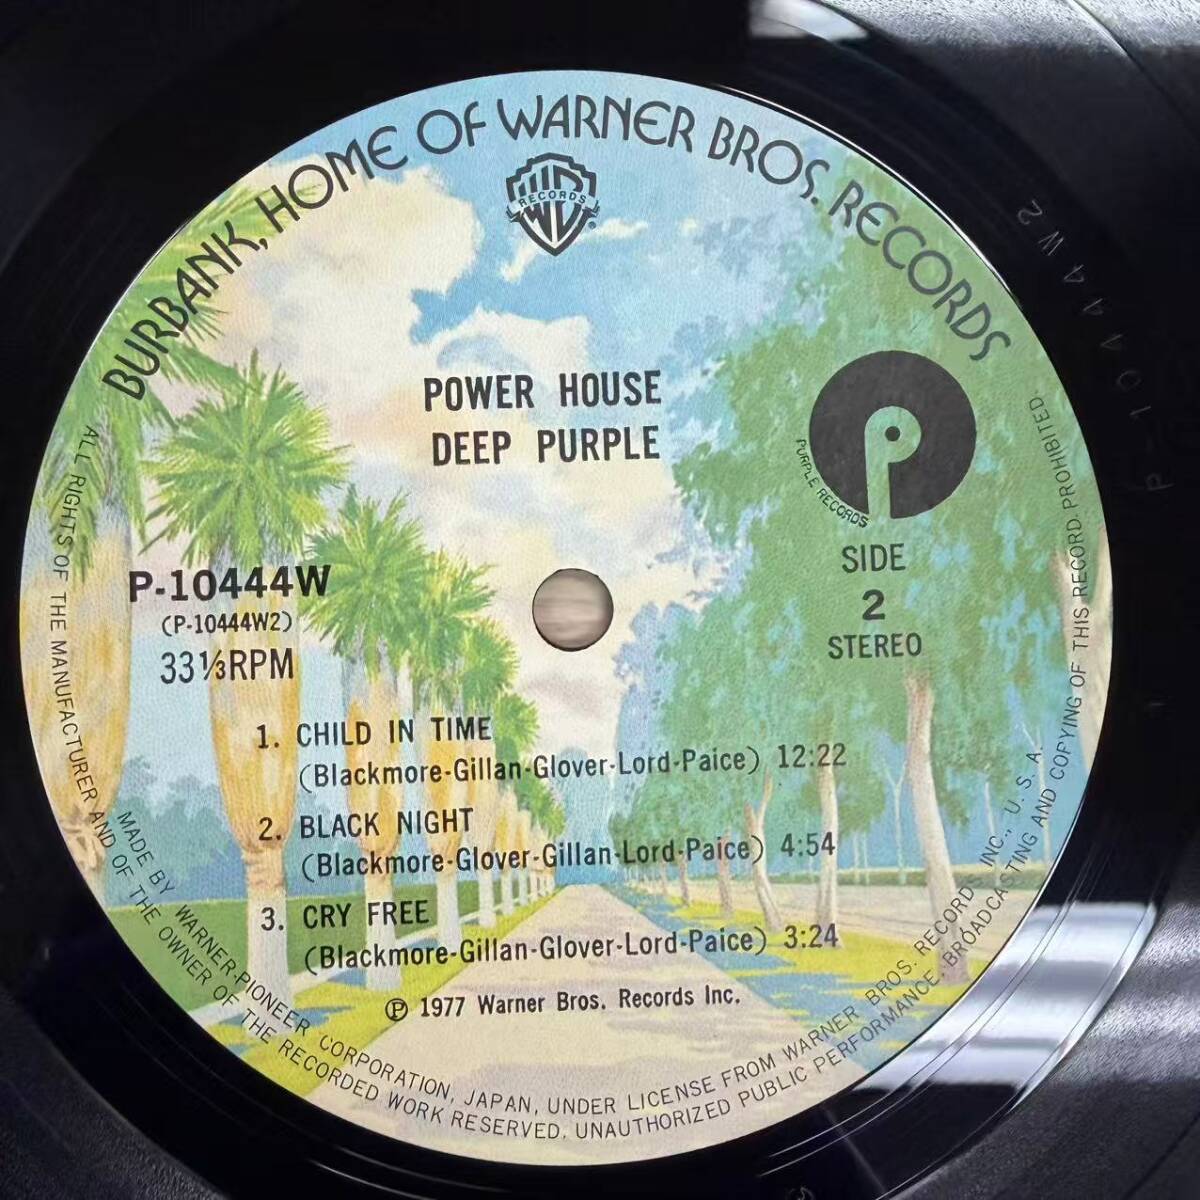 BURBANK, HOME OF WARNER BROS. RECORDS
WB
RECORDS
®
POWER HOUSE
DEEP PURPLE
P
PURPLE RECORDS
SIDE
2
STEREO
P-10444W
(P-10444W2)
33⅓RPM
1. CHILD IN TIME
(Blackmore-Gillan-Glover-Lord-Paice) 12:22
2. BLACK NIGHT
(Blackmore-Glover-Gillan-Lord-Paice) 4:54
3. CRY FREE
(Blackmore-Gillan-Glover-Lord-Paice) 3:24
Ⓟ 1977 Warner Bros. Records Inc.
MADE BY WARNER-PIONEER CORPORATION, JAPAN, UNDER LICENSE FROM WARNER BROS. RECORDS INC., U. S. A.
ALL RIGHTS OF THE MANUFACTURER AND OF THE OWNER OF THE RECORDED WORK RESERVED. UNAUTHORIZED PUBLIC PERFORMANCE, BROADCASTING AND COPYING OF THIS RECORD PROHIBITED.
P-10444W2